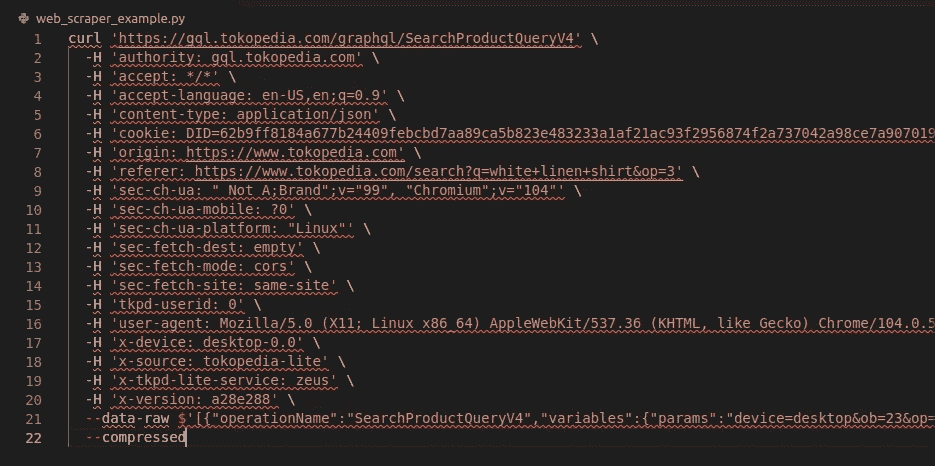 web_scraper_example.py
1 curl 'https://gql.tokopedia.com/graphql/SearchProductQueryV4' \
2 -H 'authority: gql.tokopedia.com' \
3 -H 'accept: */*' \
4 -H 'accept-language: en-US,en;q=0.9' \
5 -H 'content-type: application/json' \
6 -H 'cookie: DID=62b9ff8184a677b24409febcbd7aa89ca5b823e483233a1af21ac93f2956874f2a737042a98ce7a907019
7 -H 'origin: https://www.tokopedia.com' \
8 -H 'referer: https://www.tokopedia.com/search?q=white+linen+shirt&op=3' \
9 -H 'sec-ch-ua: " Not A;Brand";v="99", "Chromium";v="104"' \
10 -H 'sec-ch-ua-mobile: ?0' \
11 -H 'sec-ch-ua-platform: "Linux"' \
12 -H 'sec-fetch-dest: empty' \
13 -H 'sec-fetch-mode: cors' \
14 -H 'sec-fetch-site: same-site' \
15 -H 'tkpd-userid: 0' \
16 -H 'user-agent: Mozilla/5.0 (X11; Linux x86_64) AppleWebKit/537.36 (KHTML, like Gecko) Chrome/104.0.5
17 -H 'x-device: desktop-0.0' \
18 -H 'x-source: tokopedia-lite' \
19 -H 'x-tkpd-lite-service: zeus' \
20 -H 'x-version: a28e288' \
21 --data-raw $'[{"operationName":"SearchProductQueryV4","variables":{"params":"device=desktop&ob=23&op=
22 --compressed